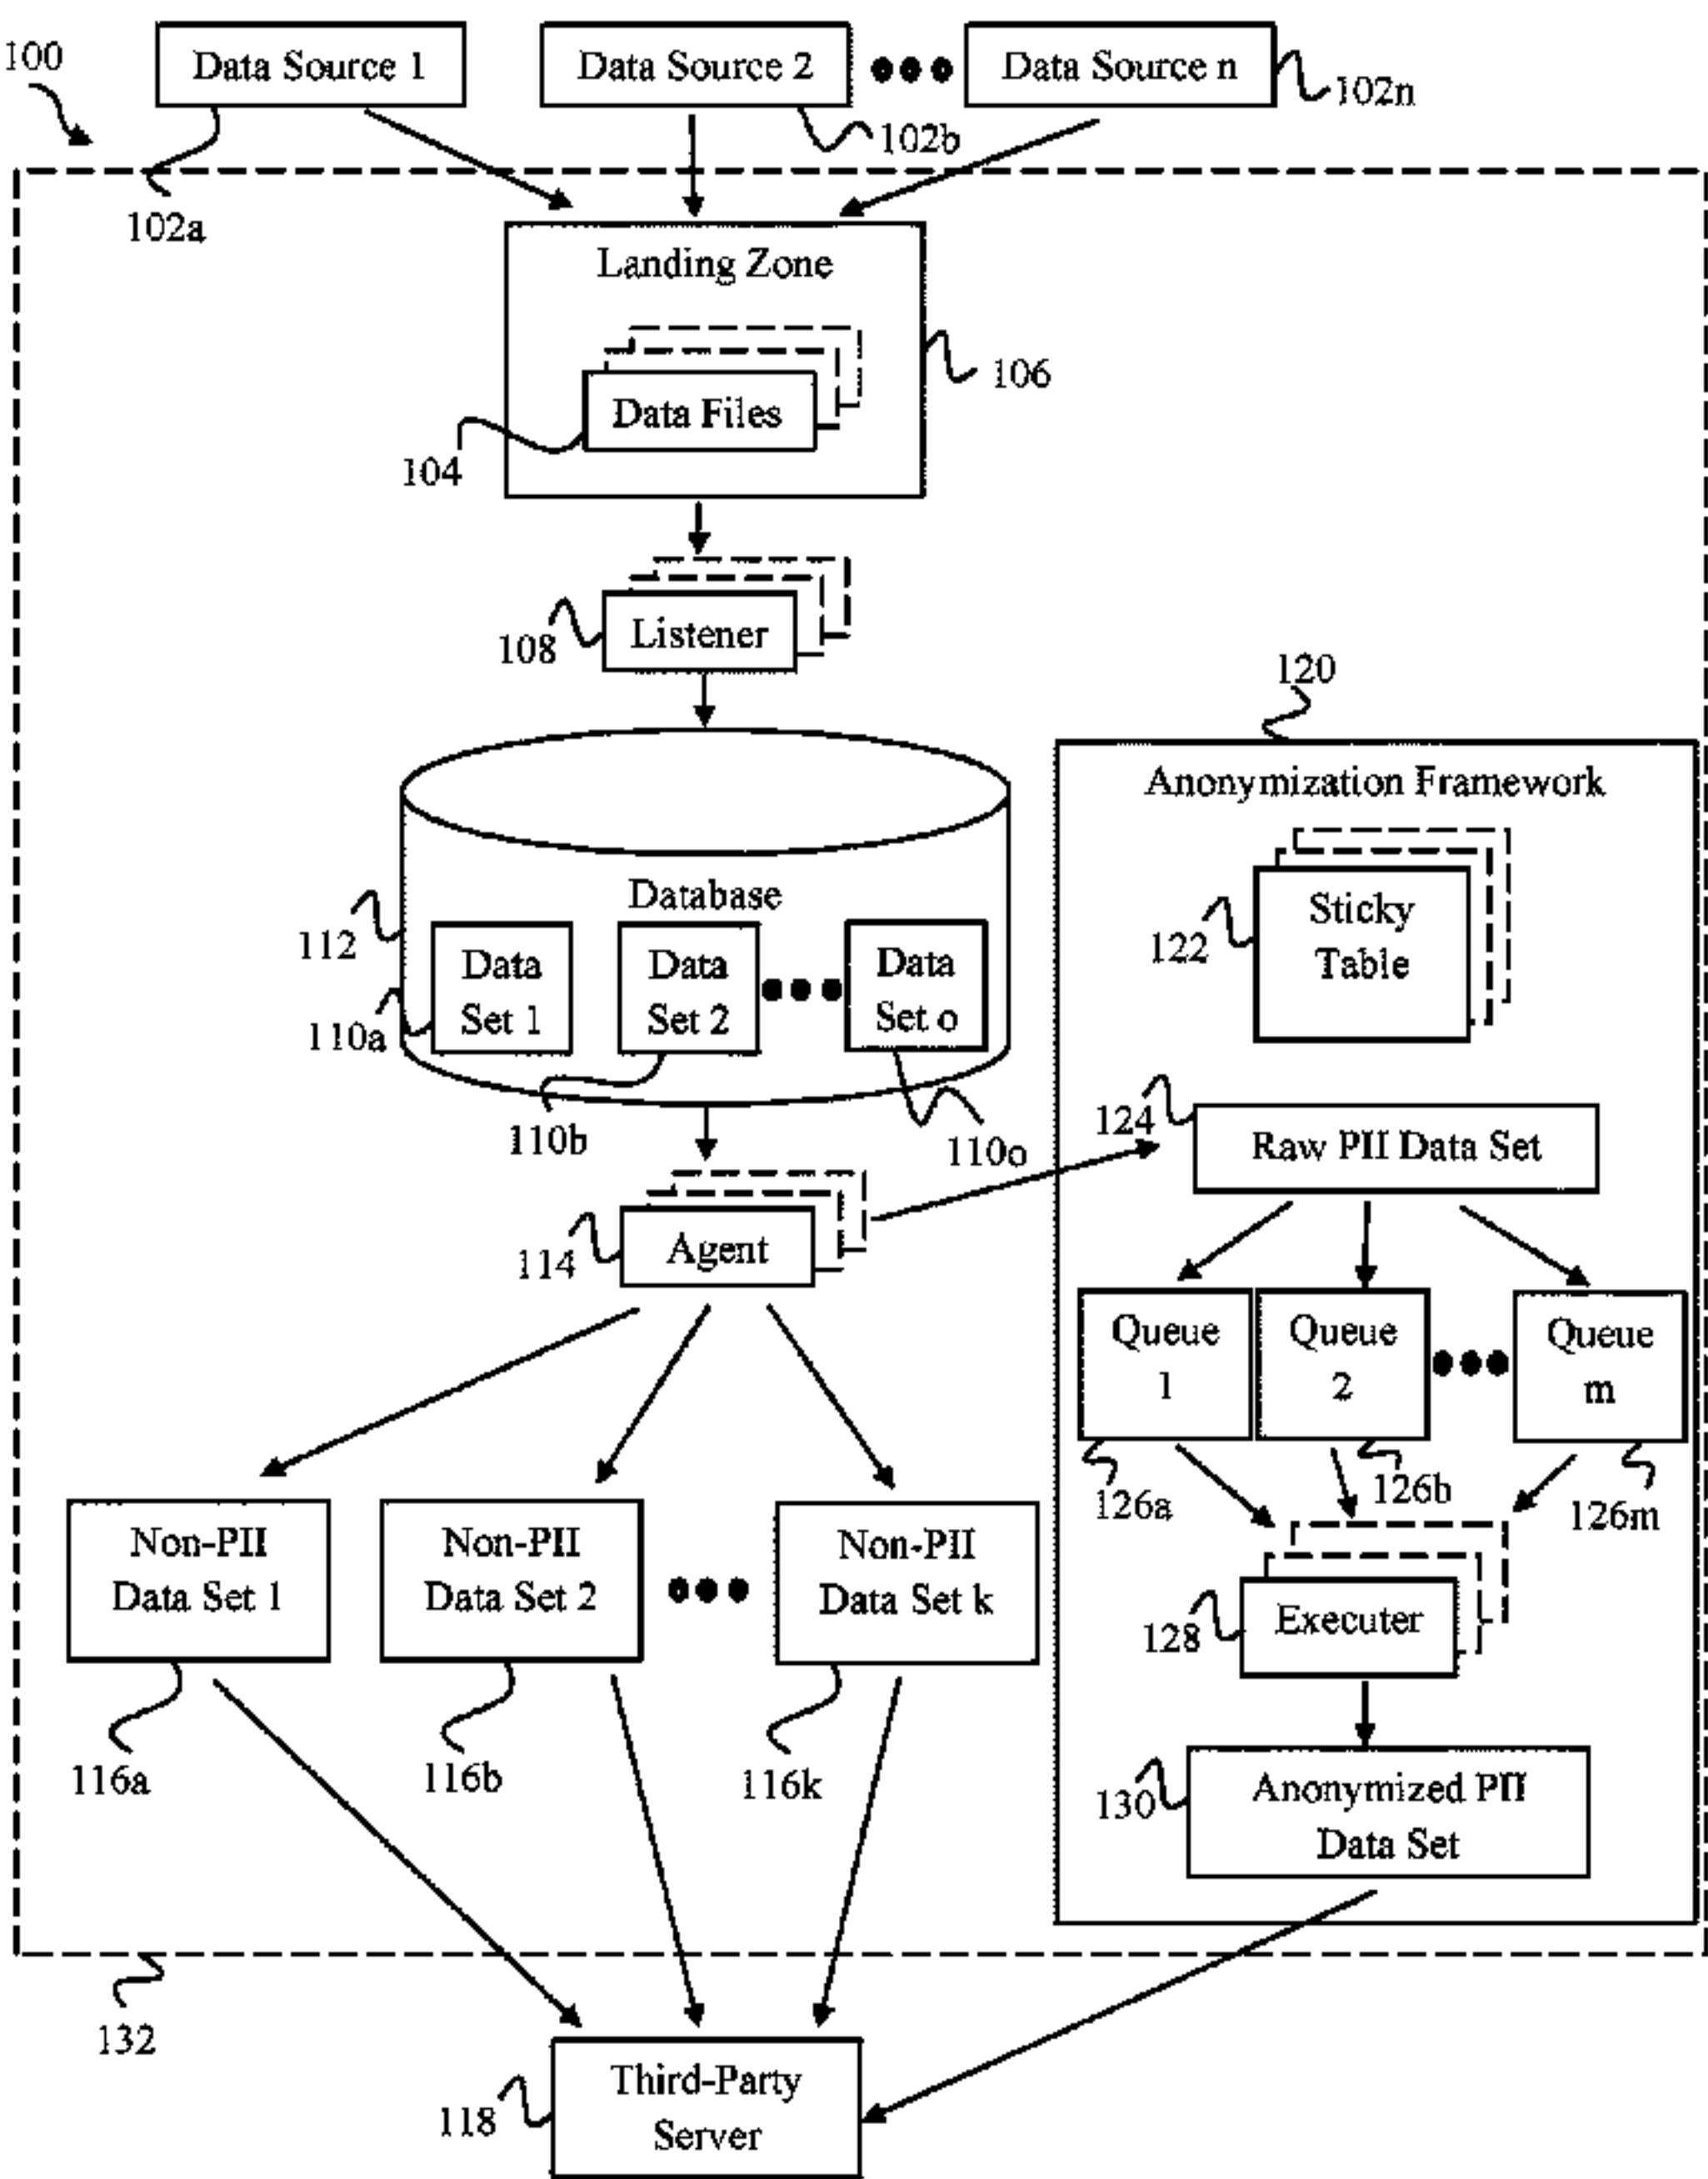 100
Data Source 1
Data Source 2
Data Source n
102n
102b
102a
Landing Zone
106
Data Files
104
108
Listener
120
Anonymization Framework
Database
112
Sticky
Table
122
Data
Set 1
Data
Set 2
Data
Set o
110a
110b
110o
124
Raw PII Data Set
114
Agent
Queue
1
Queue
2
Queue
m
126a
126b
126m
Non-PII
Data Set 1
Non-PII
Data Set 2
Non-PII
Data Set k
128
Executer
116a
116b
116k
130
Anonymized PII
Data Set
132
118
Third-Party
Server